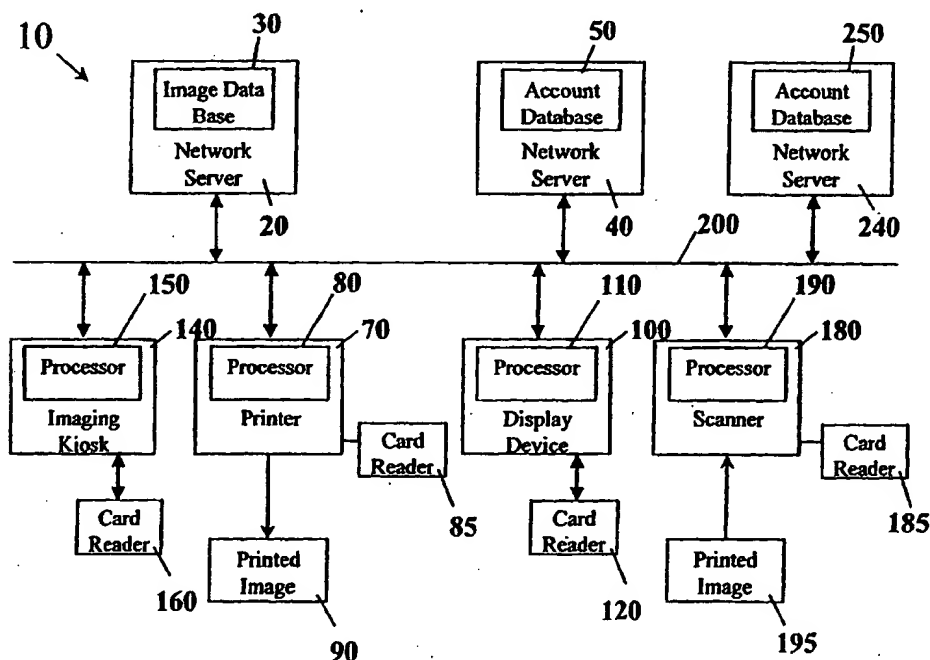 10
30
50
250
Image Data
Base
Account
Database
Account
Database
Network
Server
Network
Server
Network
Server
20
40
200
240
150
80
110
190
140
70
100
180
Processor
Processor
Processor
Processor
Imaging
Kiosk
Printer
Display
Device
Scanner
Card
Reader
Card
Reader
85
185
Card
Reader
Printed
Image
Card
Reader
Printed
Image
160
90
120
195